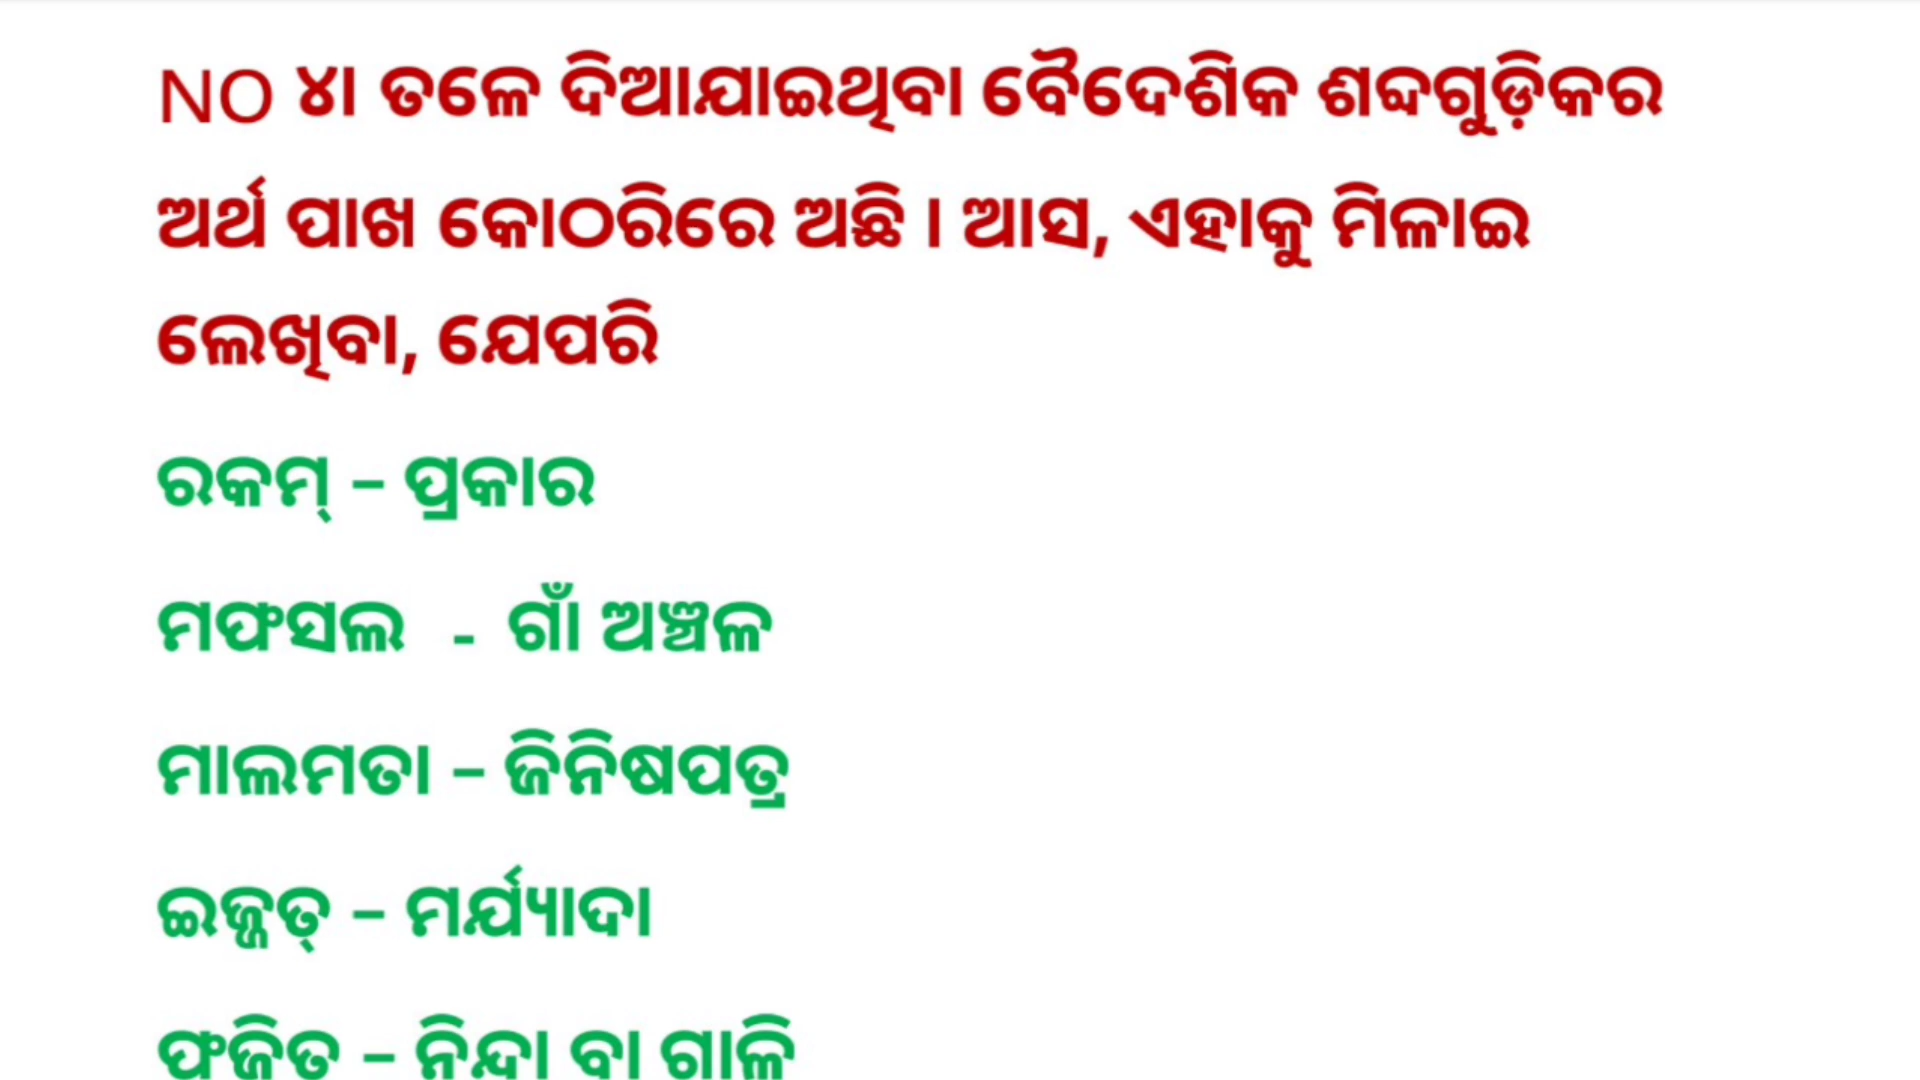 NO ୪। ତଳେ ଦିଆଯାଇଥିବା ବୈଦେଶିକ ଶବ୍ଦଗୁଡ଼ିକର
ଅର୍ଥ ପାଖ କୋଠରିରେ ଅଛି । ଆସ, ଏହାକୁ ମିଳାଇ
ଲେଖିବା, ଯେପରି
ରକମ୍ – ପ୍ରକାର
ମଫସଲ - ଗାଁ ଅଞ୍ଚଳ
ମାଲମତା – ଜିନିଷପତ୍ର
ଇଜ୍ଜତ୍ – ମର୍ଯ୍ୟାଦା
ଫଜିତ – ନିନ୍ଦା ବା ଗାଳି